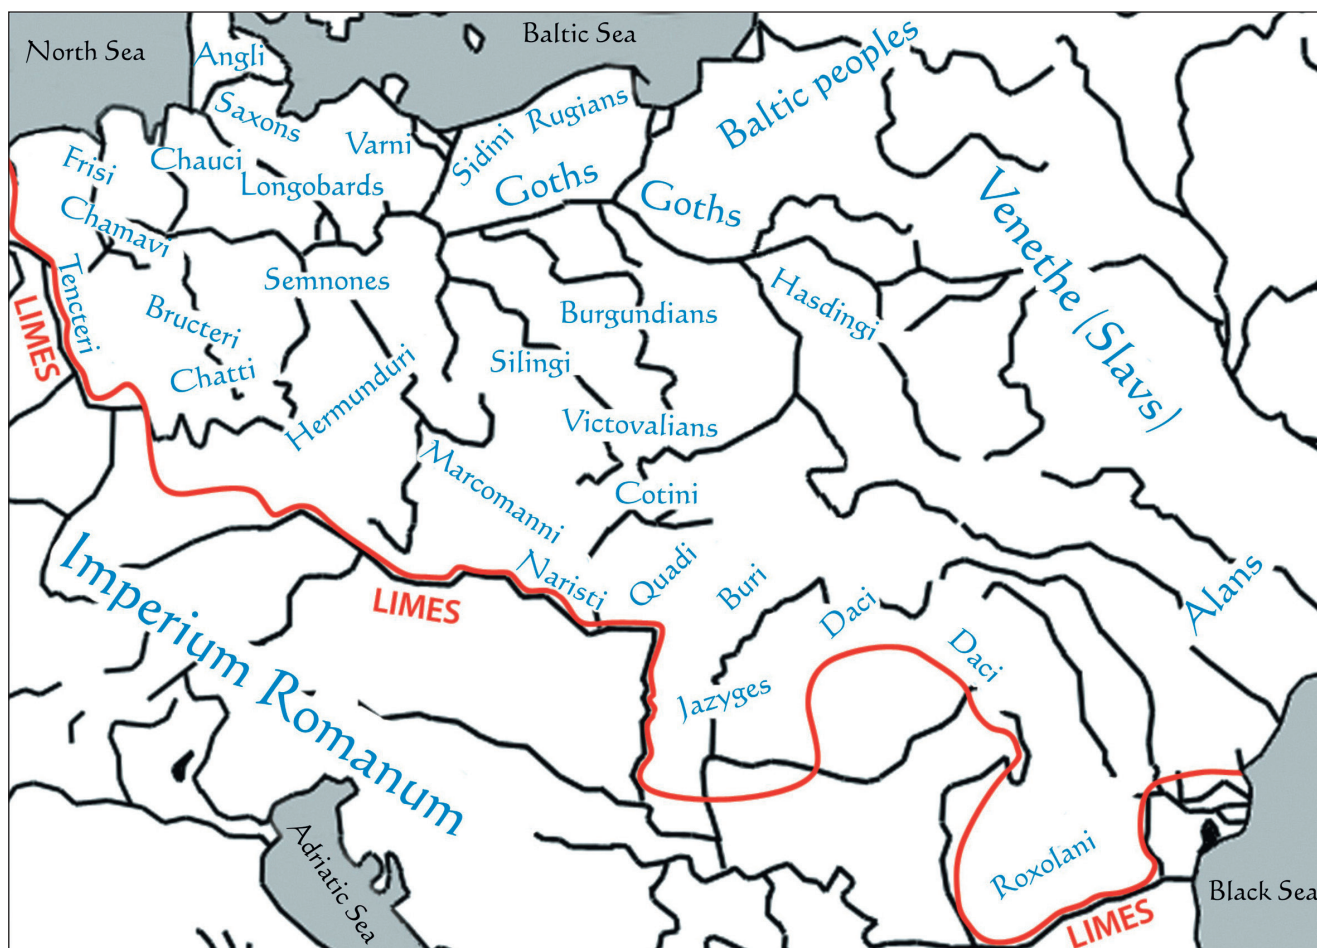 North Sea
Baltic Sea
Angli
Baltic peoples
Saxons
Rugians
Varni
Sidini
Frisi
Chauci
Longobards
Goths
Goths
Venethe (Slavs)
Chamavi
Tencteri
Semnones
Hasdingi
LIMES
Bructeri
Burgundians
Silingi
Chatti
Hermunduri
Victovalians
Marcomanni
Cotini
Imperium Romanum
Naristi
Quadi
Buri
Alans
LIMES
Daci
Daci
Jazyges
Adriatic Sea
Roxolani
Black Sea
LIMES